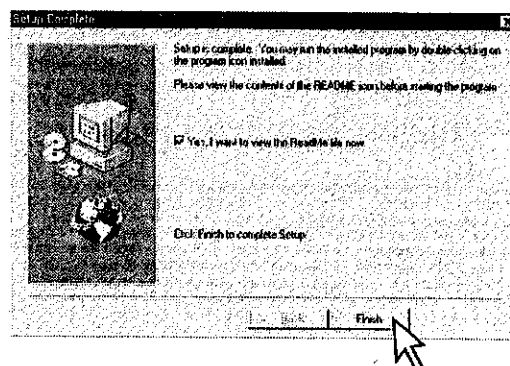 Setup Complete
Setup is complete. You may run the installed program by double-clicking on
the program icon installed.
Please view the contents of the README icon before starting the program.
Yes, I want to view the ReadMe file now.
Click Finish to complete Setup.
Back
Finish